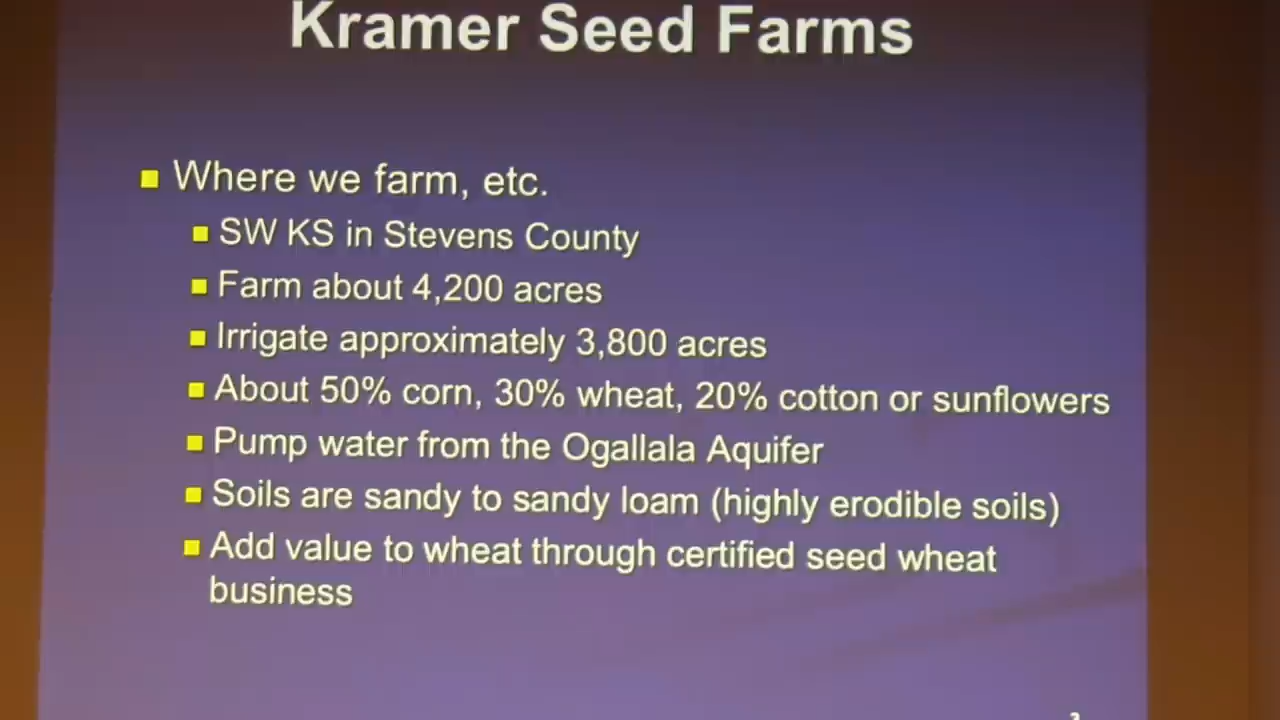 Kramer Seed Farms
Where we farm, etc.
SW KS in Stevens County
Farm about 4,200 acres
Irrigate approximately 3,800 acres
About 50% corn, 30% wheat, 20% cotton or sunflowers
Pump water from the Ogallala Aquifer
Soils are sandy to sandy loam (highly erodible soils)
Add value to wheat through certified seed wheat
business